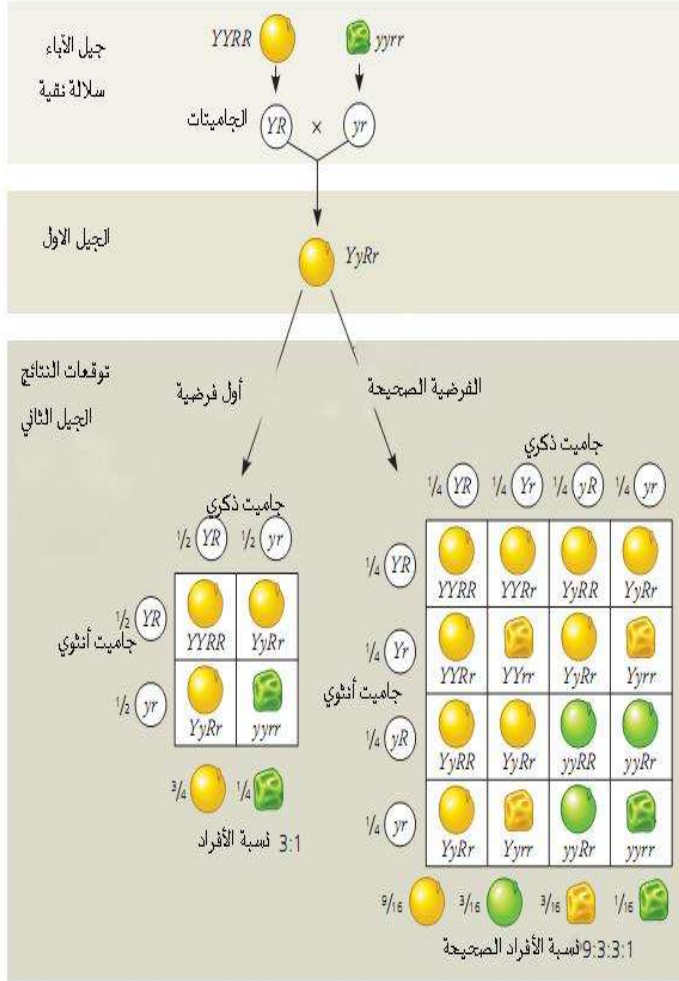 جيل الآباء
سلالة نقية
YYRR
yyrr
الجاميتات
YR × yr
الجيل الاول
YyRr
توقعات النتائج
الجيل الثاني
أول فرضية
الفرضية الصحيحة
جاميت ذكري
1/2 YR 1/2 yr
1/2 YR
جاميت أنثوي
1/2 yr
YYRR YyRr
YyRr yyrr
3/4 1/4
نسبة الأفراد 3:1
جاميت ذكري
1/4 YR 1/4 Yr 1/4 yR 1/4 yr
1/4 YR
YYRR YYRr YyRR YyRr
1/4 Yr
YYRr YYrr YyRr Yyrr
جاميت أنثوي
1/4 yR
YyRR YyRr yyRR yyRr
1/4 yr
YyRr Yyrr yyRr yyrr
9/16 3/16 3/16 1/16
نسبة الأفراد الصحيحة 9:3:3:1